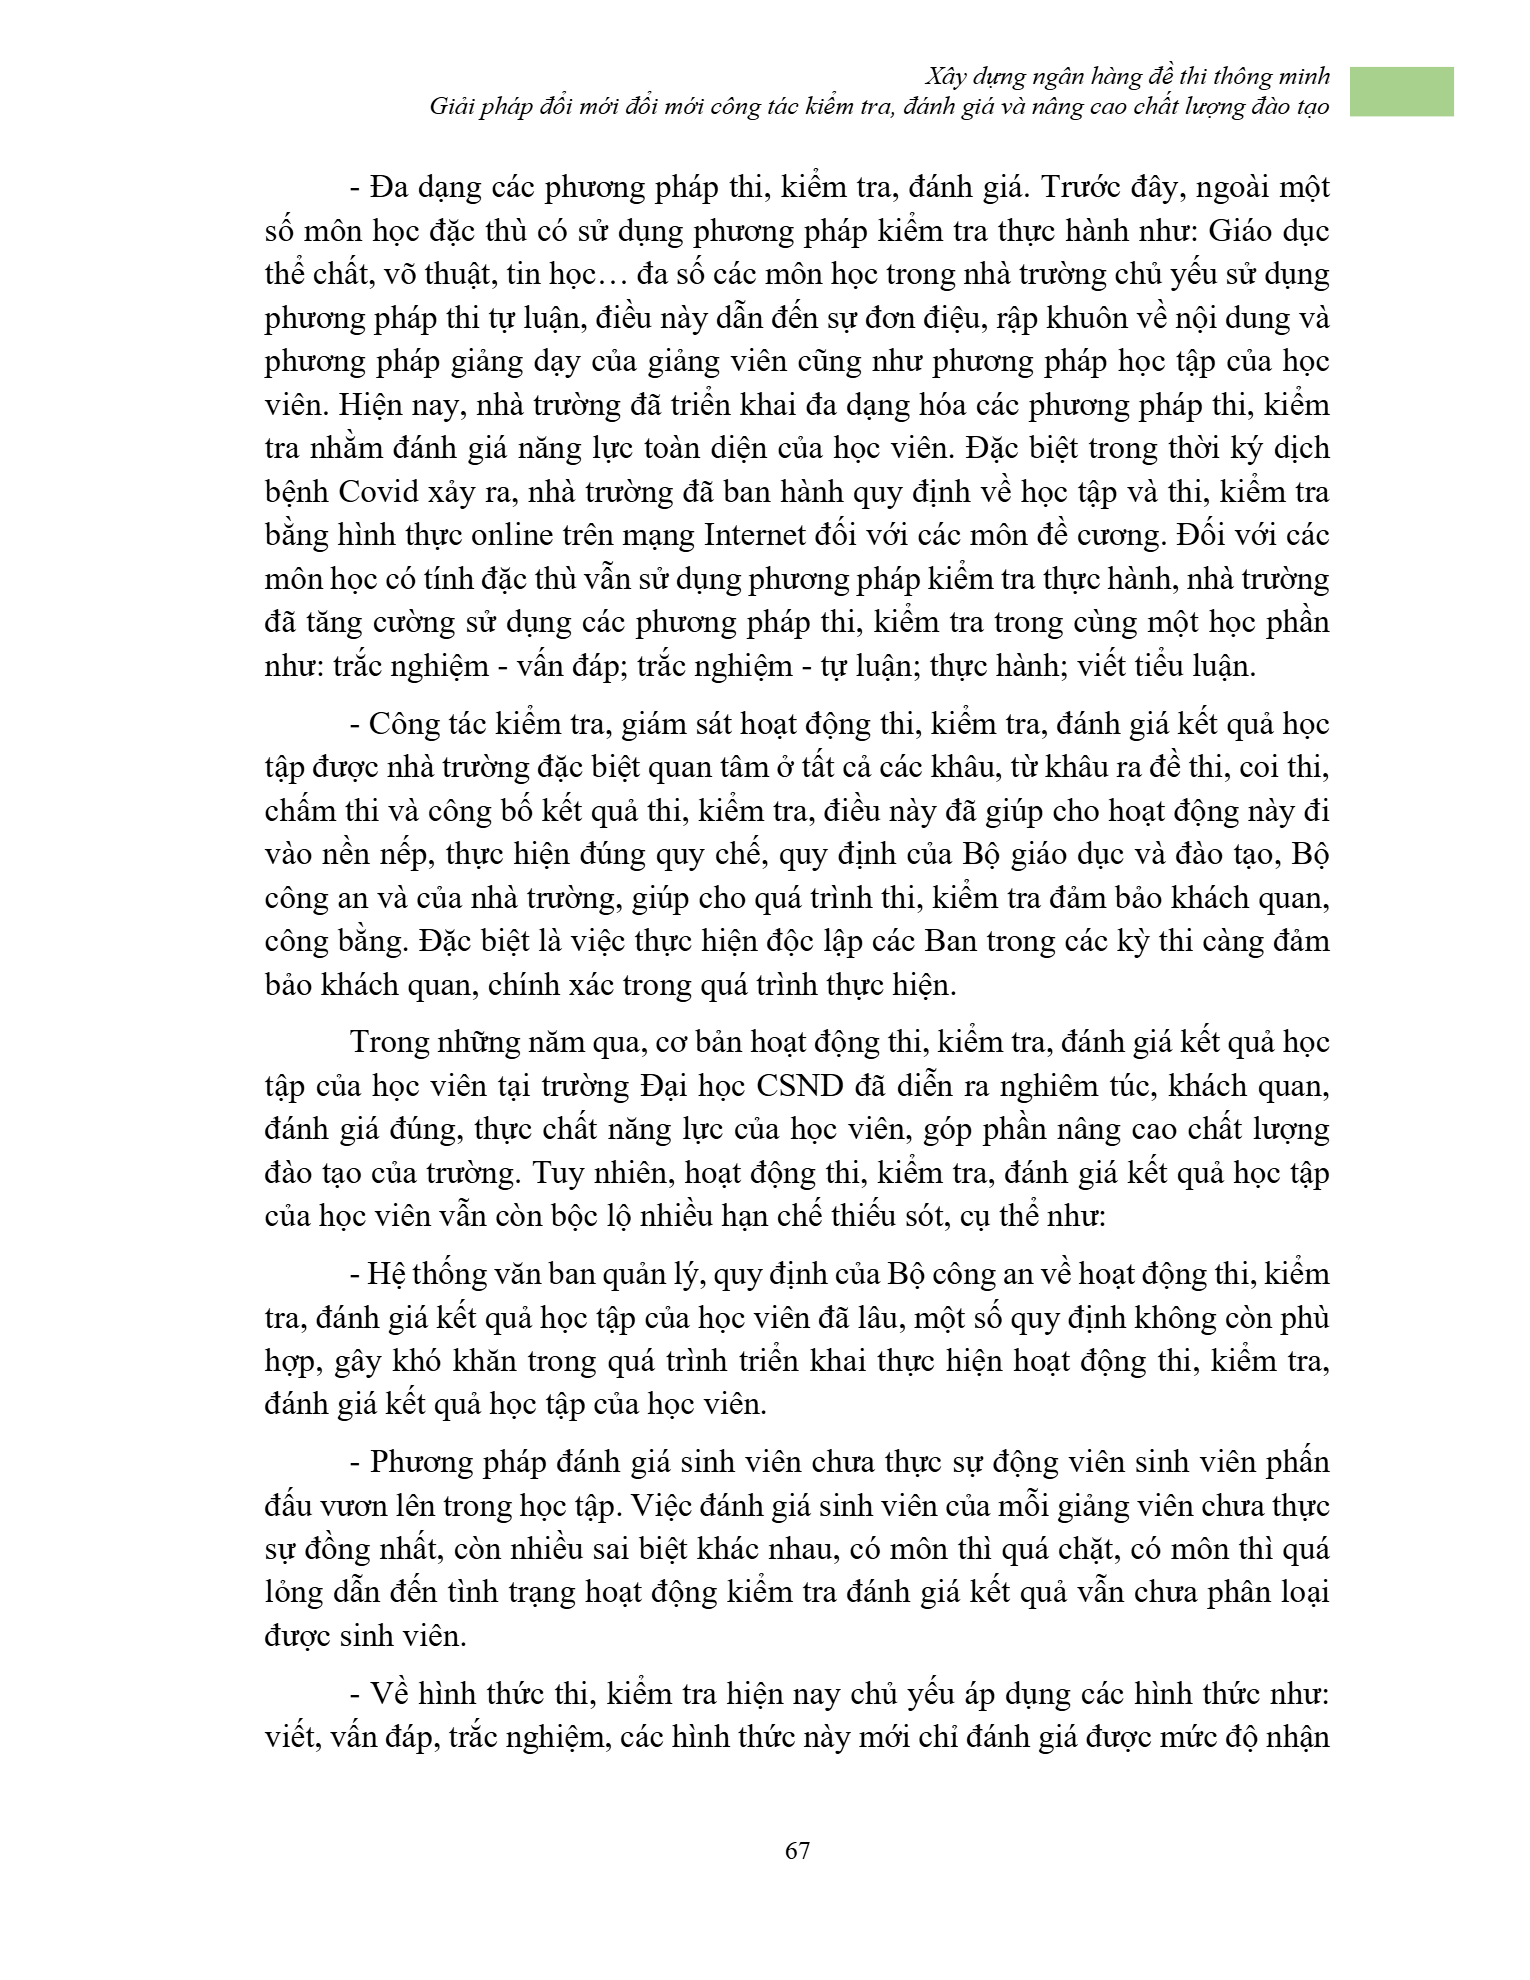 Xây dựng ngân hàng đề thi thông minh
Giải pháp đổi mới đổi mới công tác kiểm tra, đánh giá và nâng cao chất lượng đào tạo
- Đa dạng các phương pháp thi, kiểm tra, đánh giá. Trước đây, ngoài một
số môn học đặc thù có sử dụng phương pháp kiểm tra thực hành như: Giáo dục
thể chất, võ thuật, tin học… đa số các môn học trong nhà trường chủ yếu sử dụng
phương pháp thi tự luận, điều này dẫn đến sự đơn điệu, rập khuôn về nội dung và
phương pháp giảng dạy của giảng viên cũng như phương pháp học tập của học
viên. Hiện nay, nhà trường đã triển khai đa dạng hóa các phương pháp thi, kiểm
tra nhằm đánh giá năng lực toàn diện của học viên. Đặc biệt trong thời kỳ dịch
bệnh Covid xảy ra, nhà trường đã ban hành quy định về học tập và thi, kiểm tra
bằng hình thực online trên mạng Internet đối với các môn đề cương. Đối với các
môn học có tính đặc thù vẫn sử dụng phương pháp kiểm tra thực hành, nhà trường
đã tăng cường sử dụng các phương pháp thi, kiểm tra trong cùng một học phần
như: trắc nghiệm - vấn đáp; trắc nghiệm - tự luận; thực hành; viết tiểu luận.
- Công tác kiểm tra, giám sát hoạt động thi, kiểm tra, đánh giá kết quả học
tập được nhà trường đặc biệt quan tâm ở tất cả các khâu, từ khâu ra đề thi, coi thi,
chấm thi và công bố kết quả thi, kiểm tra, điều này đã giúp cho hoạt động này đi
vào nền nếp, thực hiện đúng quy chế, quy định của Bộ giáo dục và đào tạo, Bộ
công an và của nhà trường, giúp cho quá trình thi, kiểm tra đảm bảo khách quan,
công bằng. Đặc biệt là việc thực hiện độc lập các Ban trong các kỳ thi càng đảm
bảo khách quan, chính xác trong quá trình thực hiện.
Trong những năm qua, cơ bản hoạt động thi, kiểm tra, đánh giá kết quả học
tập của học viên tại trường Đại học CSND đã diễn ra nghiêm túc, khách quan,
đánh giá đúng, thực chất năng lực của học viên, góp phần nâng cao chất lượng
đào tạo của trường. Tuy nhiên, hoạt động thi, kiểm tra, đánh giá kết quả học tập
của học viên vẫn còn bộc lộ nhiều hạn chế thiếu sót, cụ thể như:
- Hệ thống văn ban quản lý, quy định của Bộ công an về hoạt động thi, kiểm
tra, đánh giá kết quả học tập của học viên đã lâu, một số quy định không còn phù
hợp, gây khó khăn trong quá trình triển khai thực hiện hoạt động thi, kiểm tra,
đánh giá kết quả học tập của học viên.
- Phương pháp đánh giá sinh viên chưa thực sự động viên sinh viên phấn
đấu vươn lên trong học tập. Việc đánh giá sinh viên của mỗi giảng viên chưa thực
sự đồng nhất, còn nhiều sai biệt khác nhau, có môn thì quá chặt, có môn thì quá
lỏng dẫn đến tình trạng hoạt động kiểm tra đánh giá kết quả vẫn chưa phân loại
được sinh viên.
- Về hình thức thi, kiểm tra hiện nay chủ yếu áp dụng các hình thức như:
viết, vấn đáp, trắc nghiệm, các hình thức này mới chỉ đánh giá được mức độ nhận
67